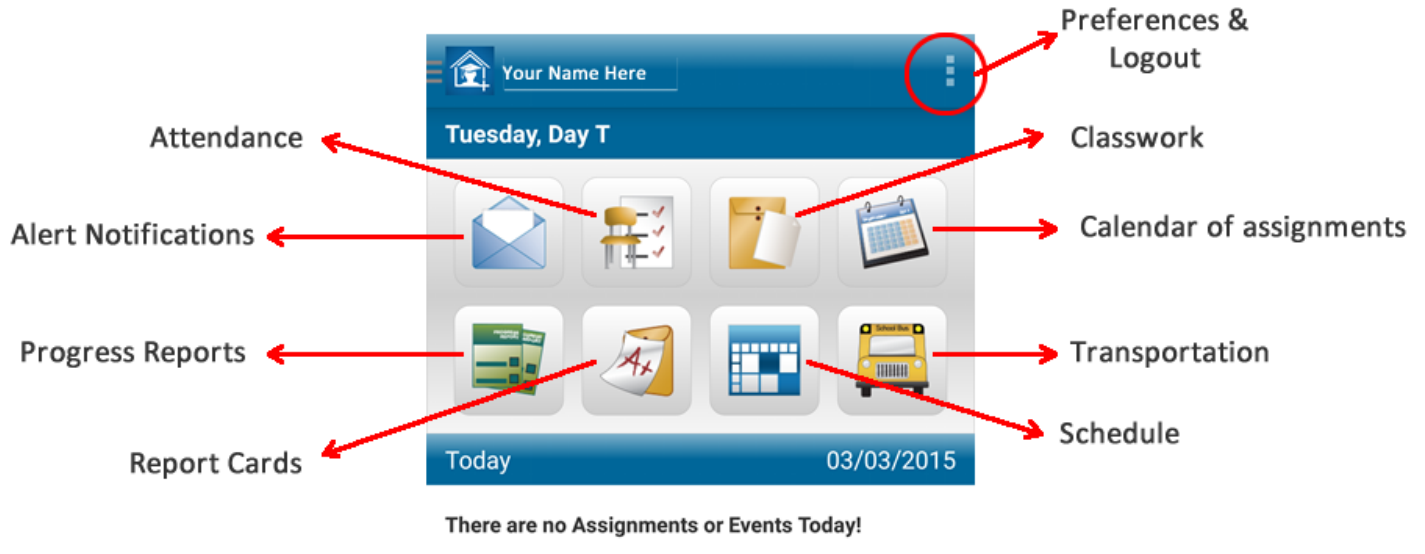 Preferences &
Logout
Your Name Here
Tuesday, Day T
Attendance
Classwork
Alert Notifications
Calendar of assignments
School Bus
Progress Reports
A+
Transportation
Report Cards
Schedule
Today
03/03/2015
There are no Assignments or Events Today!